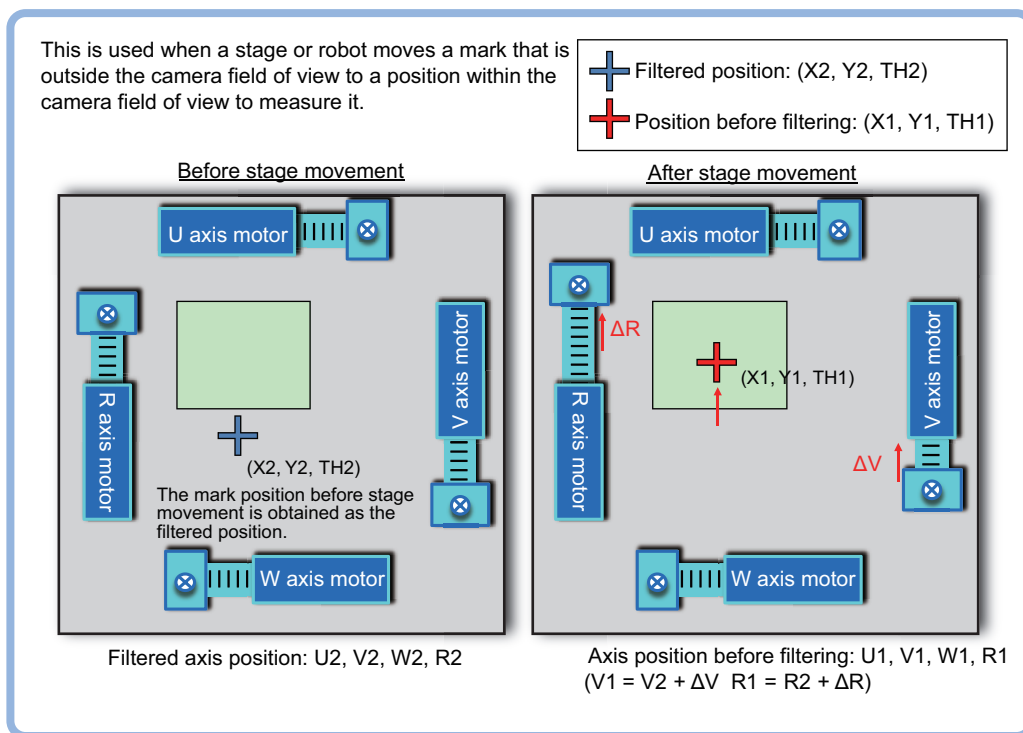 This is used when a stage or robot moves a mark that is
outside the camera field of view to a position within the
camera field of view to measure it.
Filtered position: (X2, Y2, TH2)
Position before filtering: (X1, Y1, TH1)
Before stage movement
U axis motor
R axis motor
V axis motor
(X2, Y2, TH2)
The mark position before stage
movement is obtained as the
filtered position.
W axis motor
Filtered axis position: U2, V2, W2, R2
After stage movement
U axis motor
ΔR
R axis motor
(X1, Y1, TH1)
V axis motor
ΔV
W axis motor
Axis position before filtering: U1, V1, W1, R1
(V1 = V2 + ΔV  R1 = R2 + ΔR)